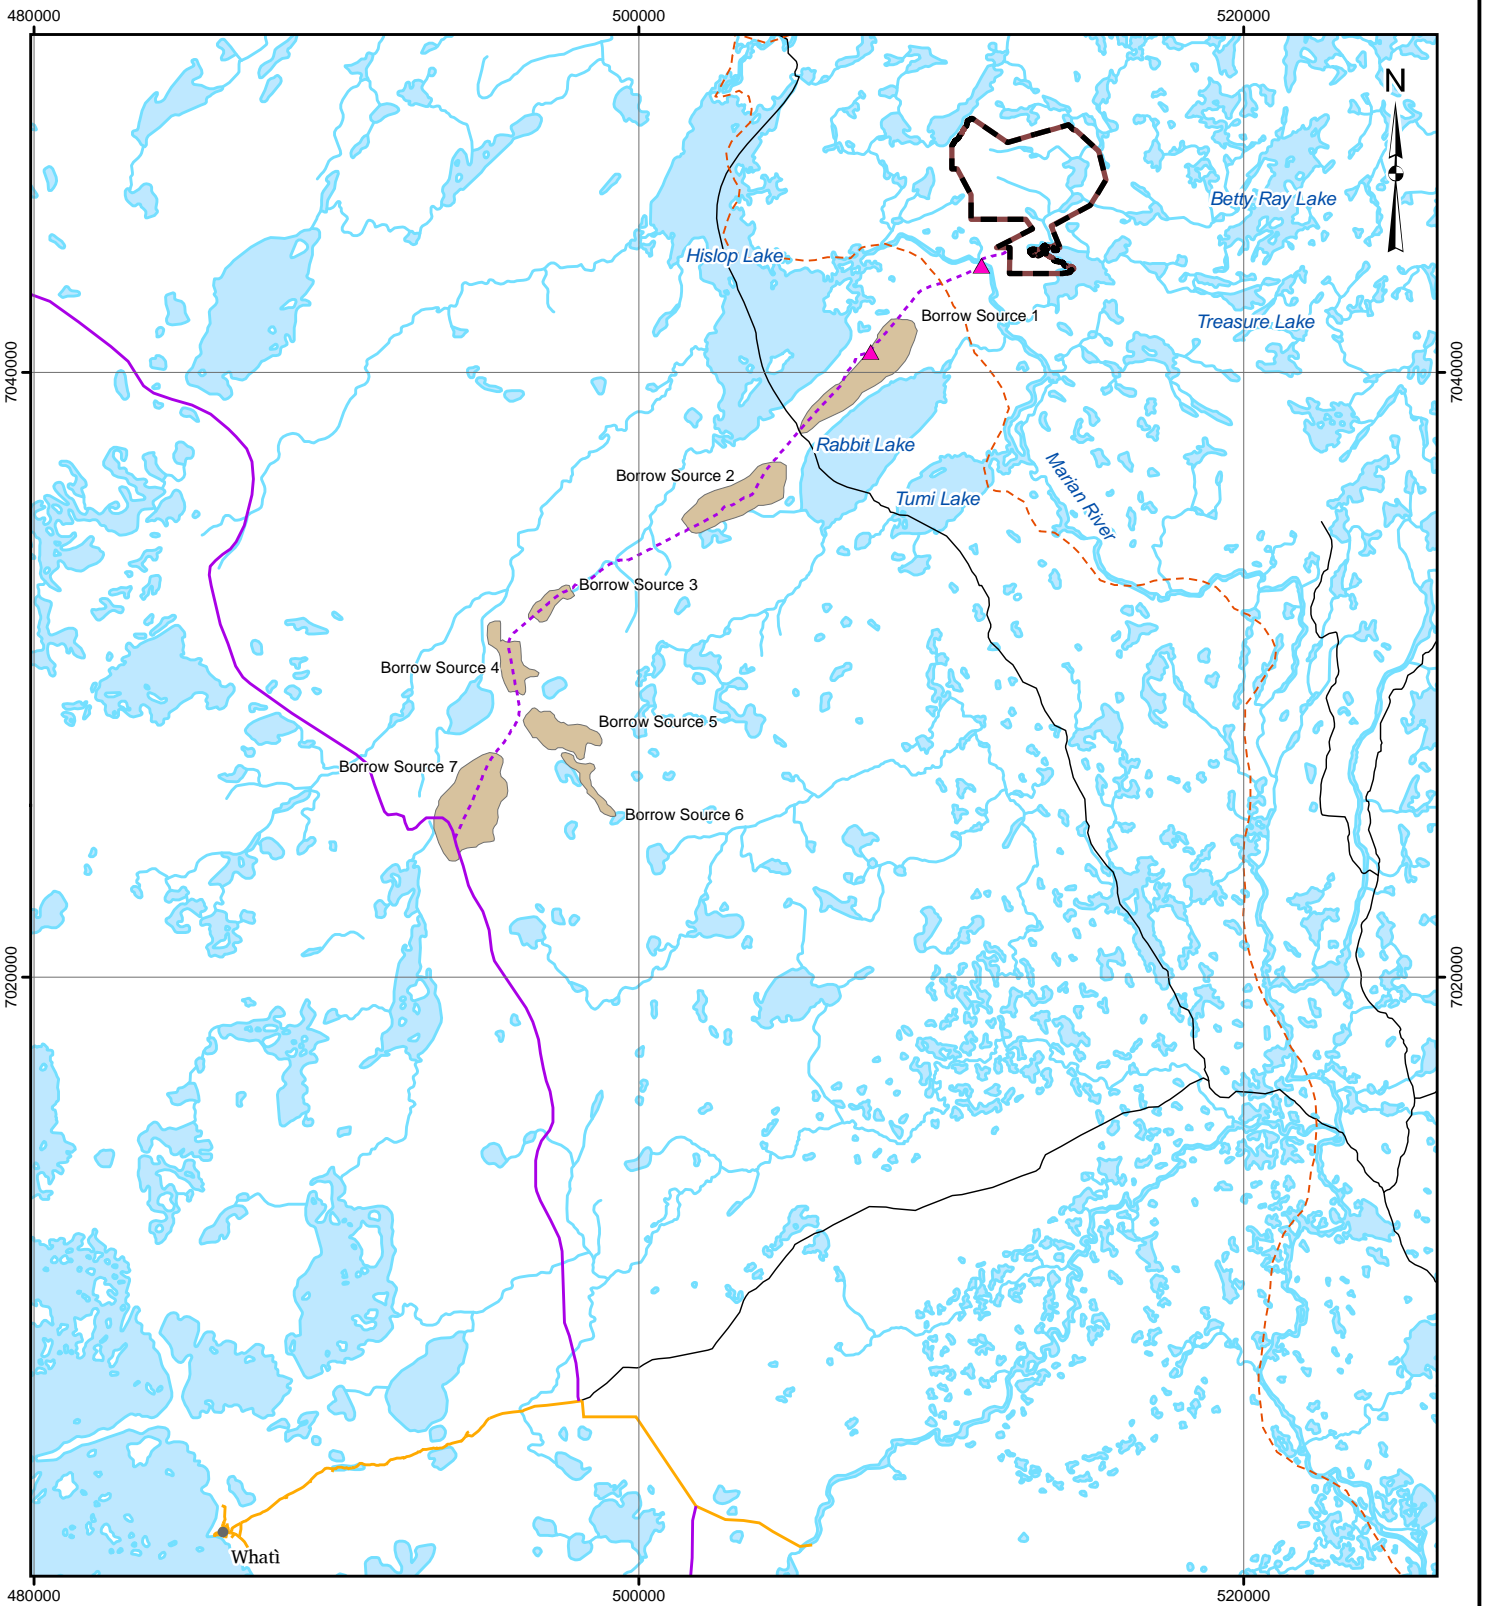 480000
500000
520000
N
Betty Ray Lake
Hislop Lake
Borrow Source 1
Treasure Lake
7040000
7040000
Rabbit Lake
Borrow Source 2
Tumi Lake
Marian River
Borrow Source 3
Borrow Source 4
Borrow Source 5
Borrow Source 7
Borrow Source 6
7020000
7020000
Whatì
480000
500000
520000